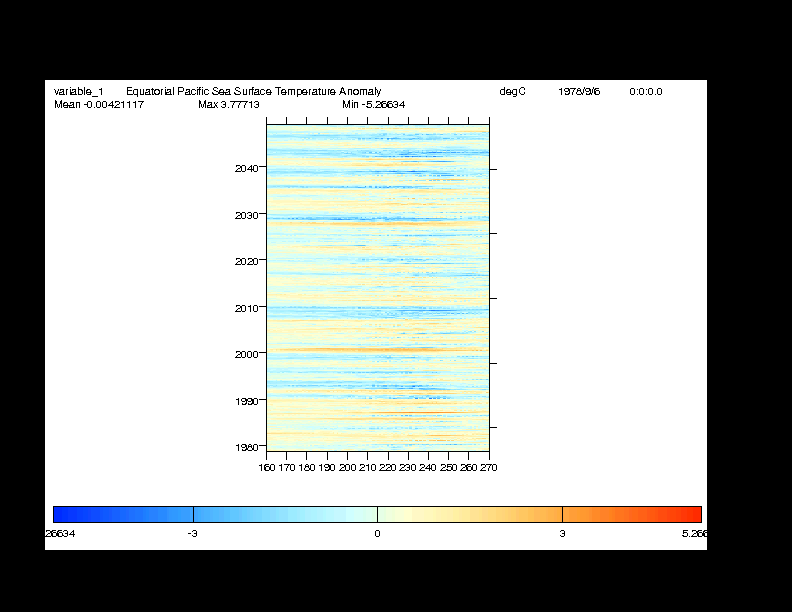 variable_1 Equatorial Pacific Sea Surface Temperature Anomaly degC 1978/9/6 0:0:0.0
Mean -0.00421117 Max 3.77713 Min -5.26634
2040
2030
2020
2010
2000
1990
1980
160 170 180 190 200 210 220 230 240 250 260 270
26634 -3 0 3 5.266